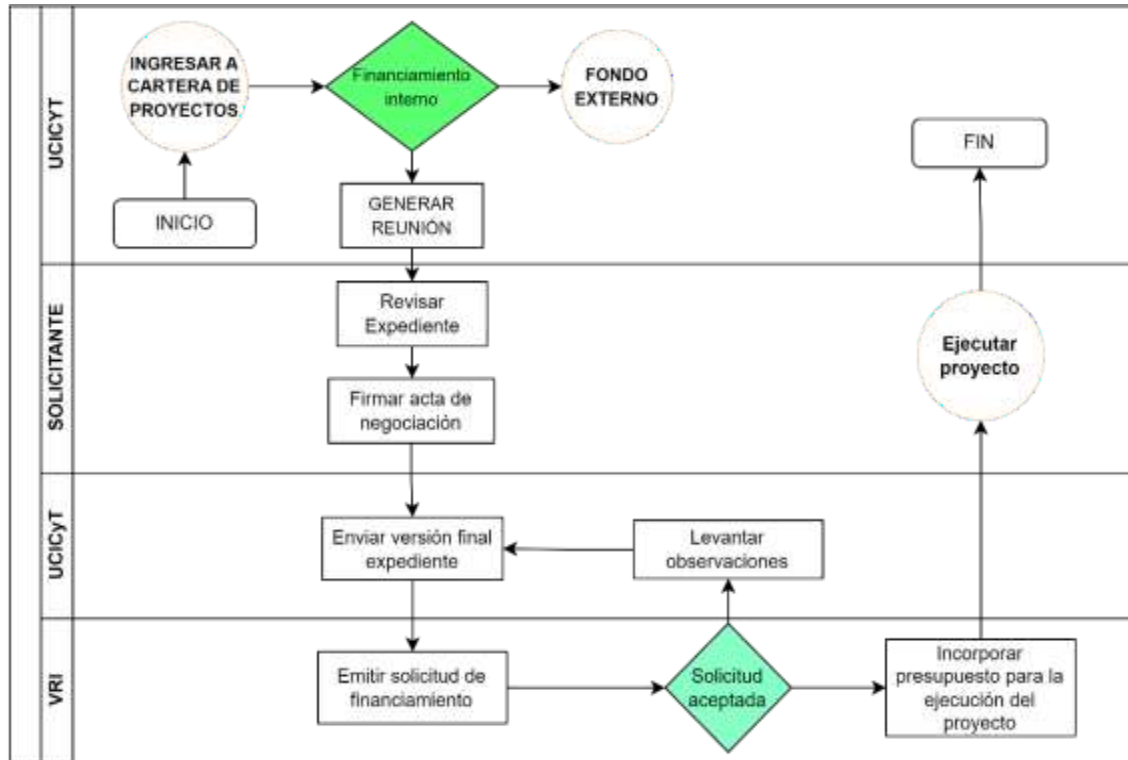 UCICYT
INGRESAR A
CARTERA DE
PROYECTOS
Financiamiento
interno
FONDO
EXTERNO
FIN
INICIO
GENERAR
REUNIÓN
SOLICITANTE
Revisar
Expediente
Firmar acta de
negociación
Ejecutar
proyecto
UCICyT
Enviar versión final
expediente
Levantar
observaciones
VRI
Emitir solicitud de
financiamiento
Solicitud
aceptada
Incorporar
presupuesto para la
ejecución del
proyecto